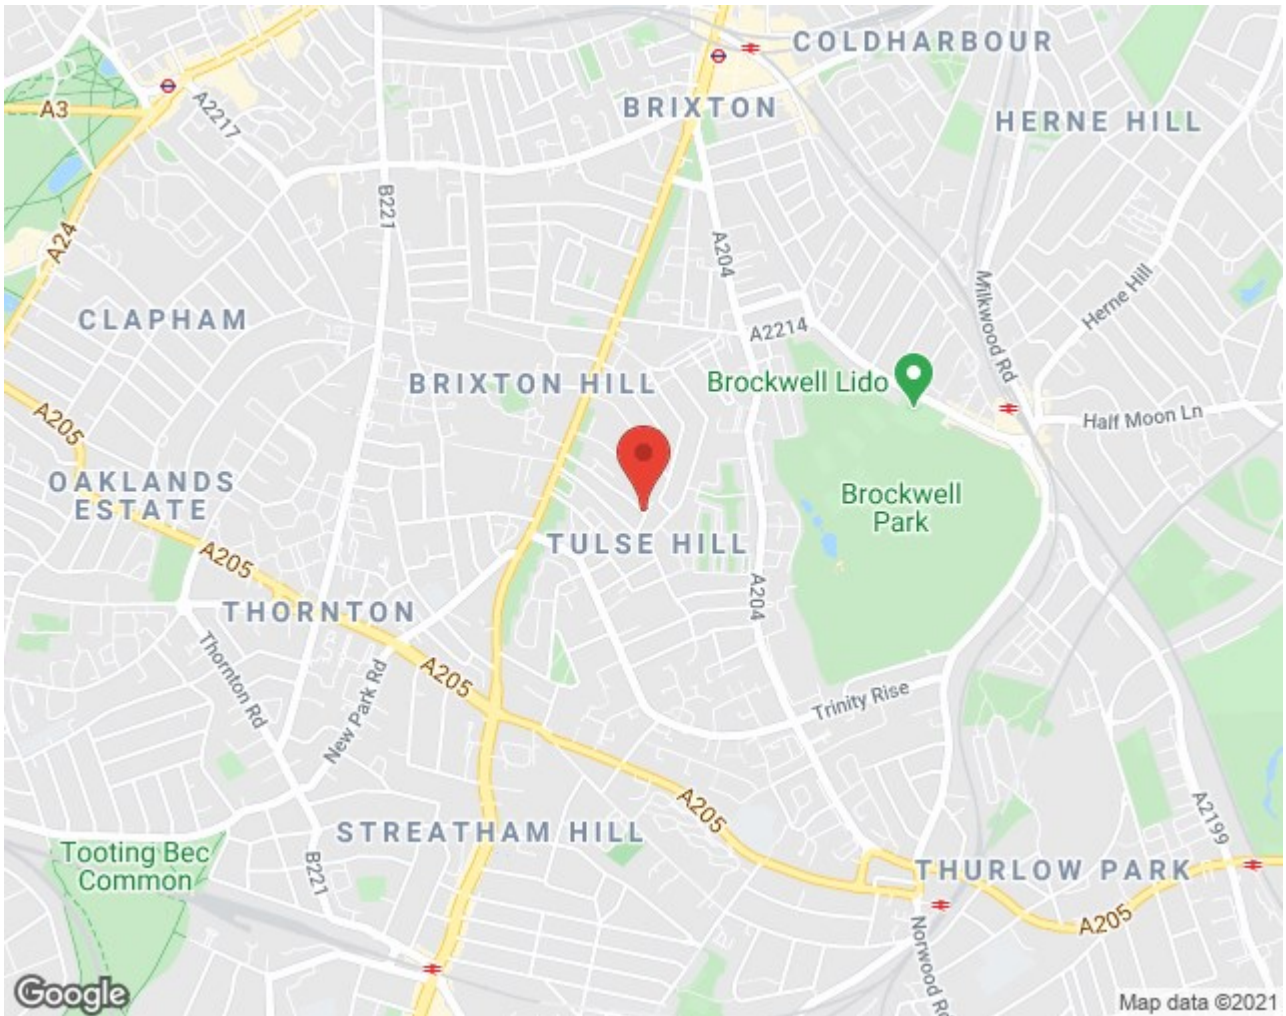 COLDHARBOUR
BRIXTON
HERNE HILL
A3
A2217
B221
A24
A204
Milkwood Rd
Herne Hill
CLAPHAM
A2214
BRIXTON HILL
Brockwell Lido
A205
Half Moon Ln
OAKLANDS
ESTATE
Brockwell
Park
TULSE HILL
A205
A204
THORNTON
Thornton Rd
New Park Rd
A205
Trinity Rise
A205
A2199
STREATHAM HILL
Tooting Bec
Common
B221
THURLOW PARK
A205
Norwood Rd
Google
Map data ©2021